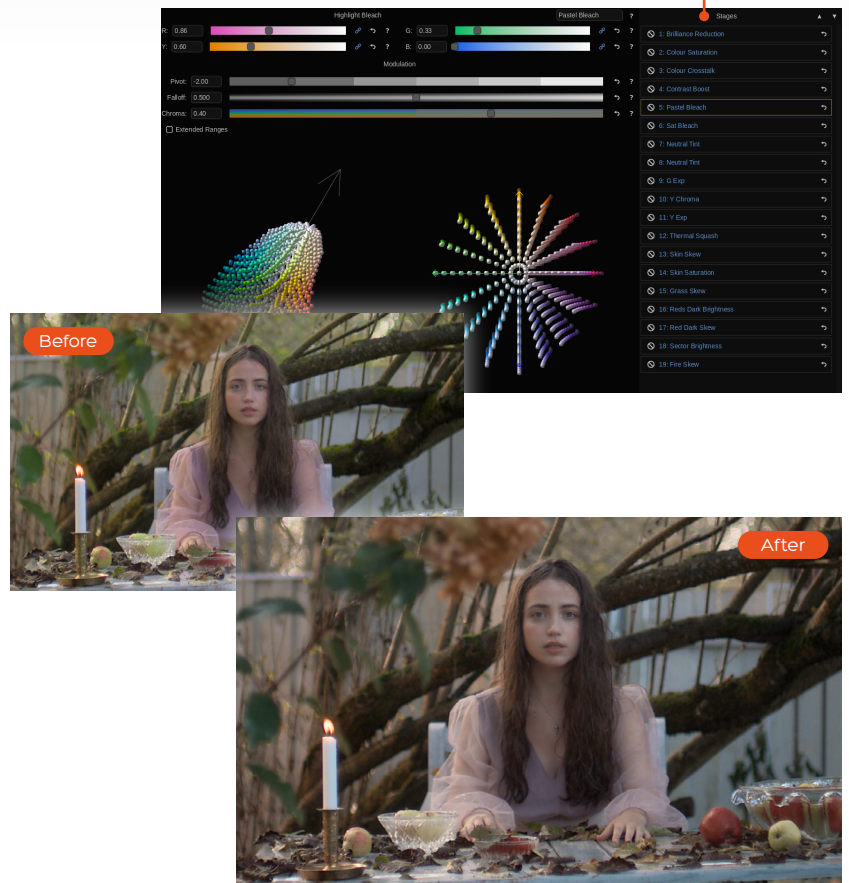 Highlight Bleach
Pastel Bleach ?
R: 0.86 ? G: 0.33 ?
Y: 0.60 ? B: 0.00 ?
Modulation
Pivot: -2.00 ?
Falloff: 0.500 ?
Chroma: 0.40 ?
Extended Ranges
Stages
1: Brilliance Reduction
2: Colour Saturation
3: Colour Crosstalk
4: Contrast Boost
5: Pastel Bleach
6: Sat Bleach
7: Neutral Tint
8: Neutral Tint
9: G Exp
10: Y Chroma
11: Y Exp
12: Thermal Squash
13: Skin Skew
14: Skin Saturation
15: Grass Skew
16: Reds Dark Brightness
17: Red Dark Skew
18: Sector Brightness
19: Fire Skew
Before
After